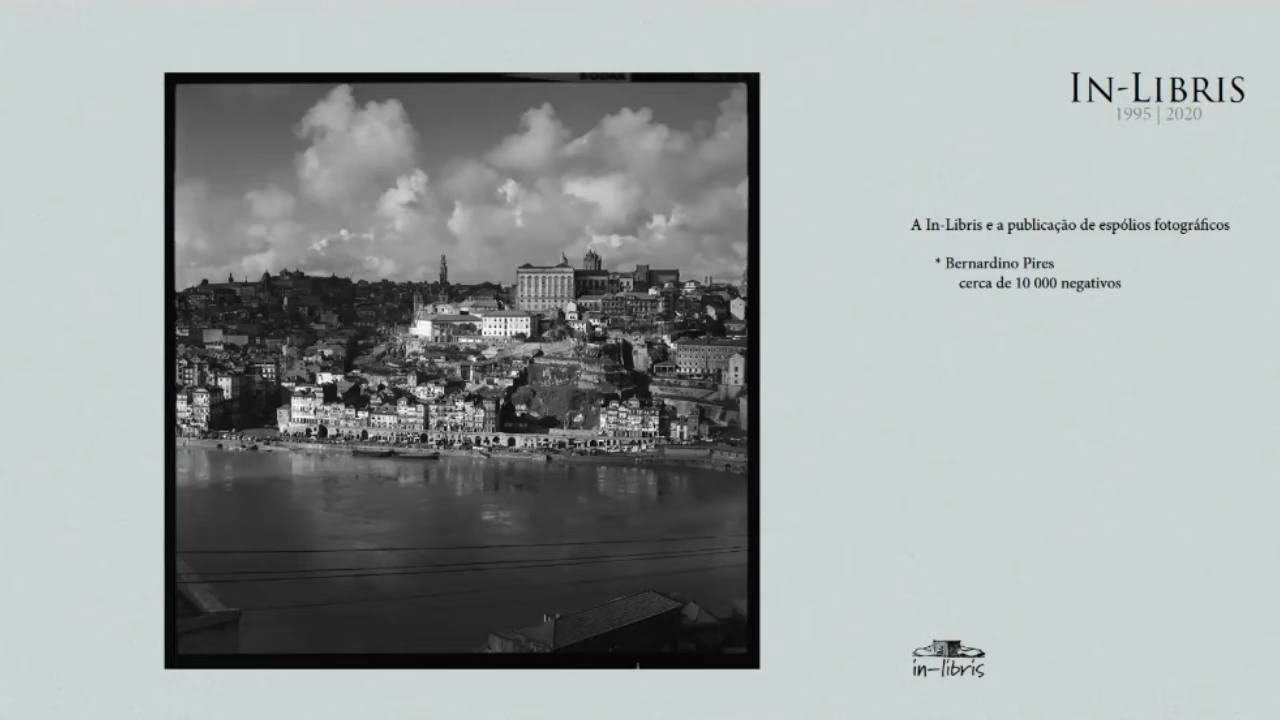 IN-LIBRIS
1995 | 2020
A In-Libris e a publicação de espólios fotográficos
* Bernardino Pires
cerca de 10 000 negativos
in-libris